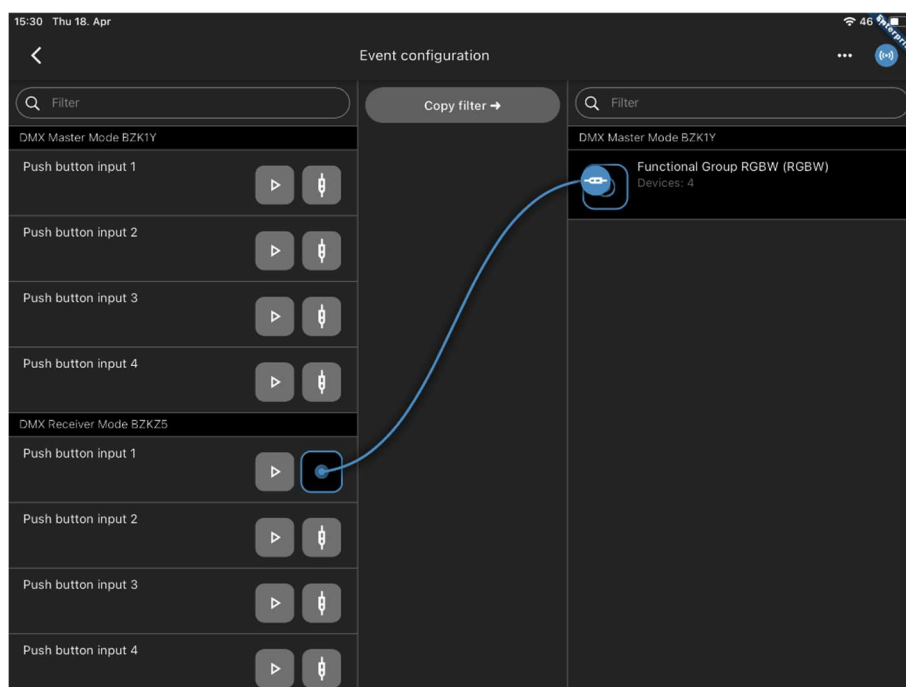 15:30 Thu 18. Apr
46
Event configuration
Filter
Copy filter →
Filter
DMX Master Mode BZK1Y
DMX Master Mode BZK1Y
Push button input 1
Functional Group RGBW (RGBW)
Devices: 4
Push button input 2
Push button input 3
Push button input 4
DMX Receiver Mode BZKZ5
Push button input 1
Push button input 2
Push button input 3
Push button input 4